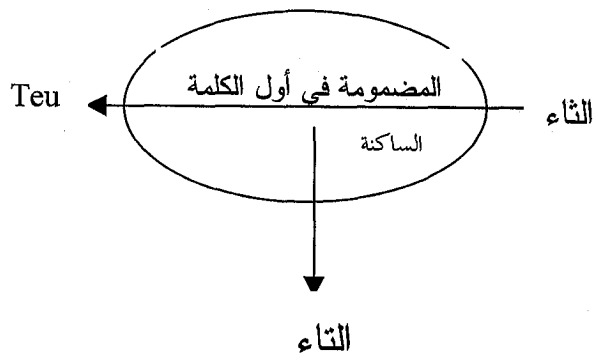 المضمومة في أول الكلمة
الثاء
Teu
الساكنة
التاء